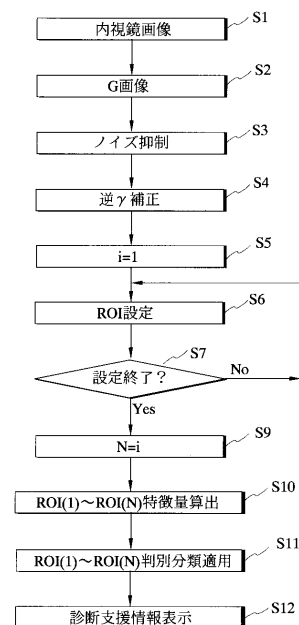 S1
内視鏡画像
S2
G画像
S3
ノイズ抑制
S4
逆γ補正
S5
i=1
S6
ROI設定
S7
設定終了？
No
Yes
S9
N=i
S10
ROI(1)～ROI(N)特徴量算出
S11
ROI(1)～ROI(N)判別分類適用
S12
診断支援情報表示